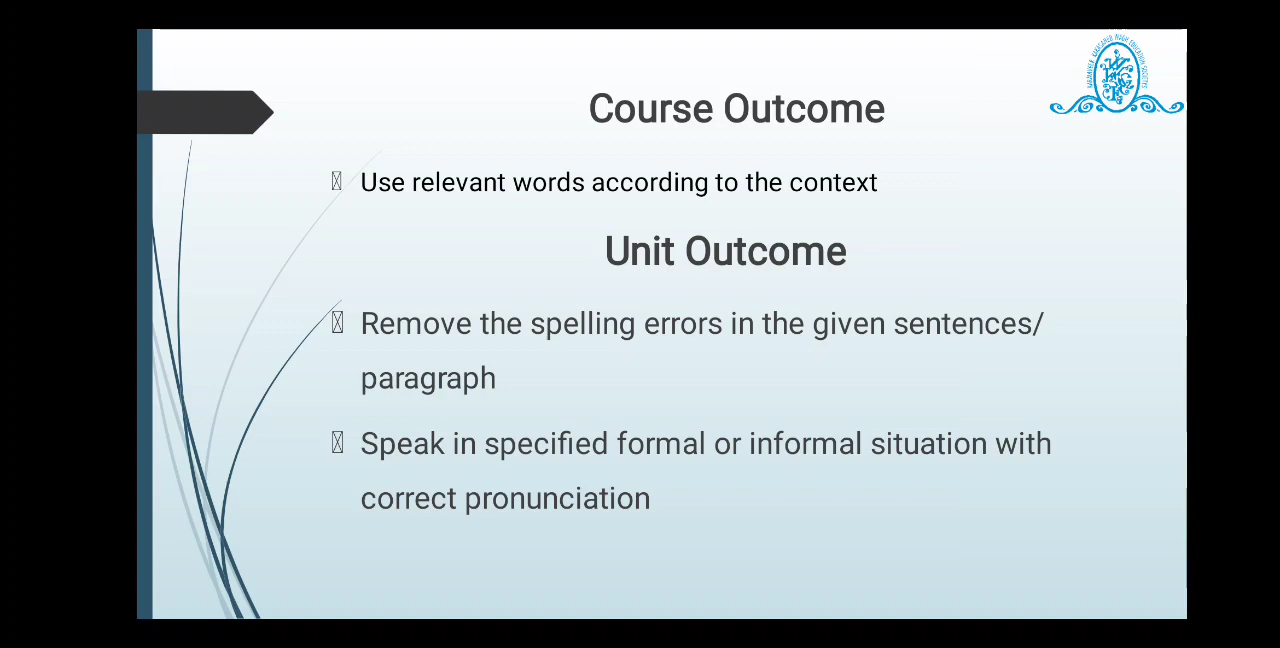 Course Outcome
Use relevant words according to the context
Unit Outcome
Remove the spelling errors in the given sentences/
paragraph
Speak in specified formal or informal situation with
correct pronunciation